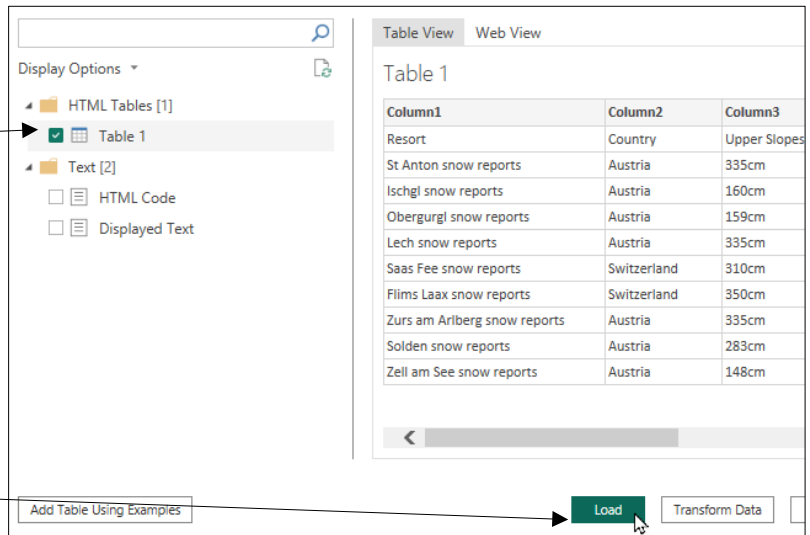 Display Options
HTML Tables [1]
Table 1
Text [2]
HTML Code
Displayed Text
Table View Web View
Table 1
Column1 Column2 Column3
Resort Country Upper Slopes
St Anton snow reports Austria 335cm
Ischgl snow reports Austria 160cm
Obergurgl snow reports Austria 159cm
Lech snow reports Austria 335cm
Saas Fee snow reports Switzerland 310cm
Flims Laax snow reports Switzerland 350cm
Zurs am Arlberg snow reports Austria 335cm
Solden snow reports Austria 283cm
Zell am See snow reports Austria 148cm
Add Table Using Examples Load Transform Data